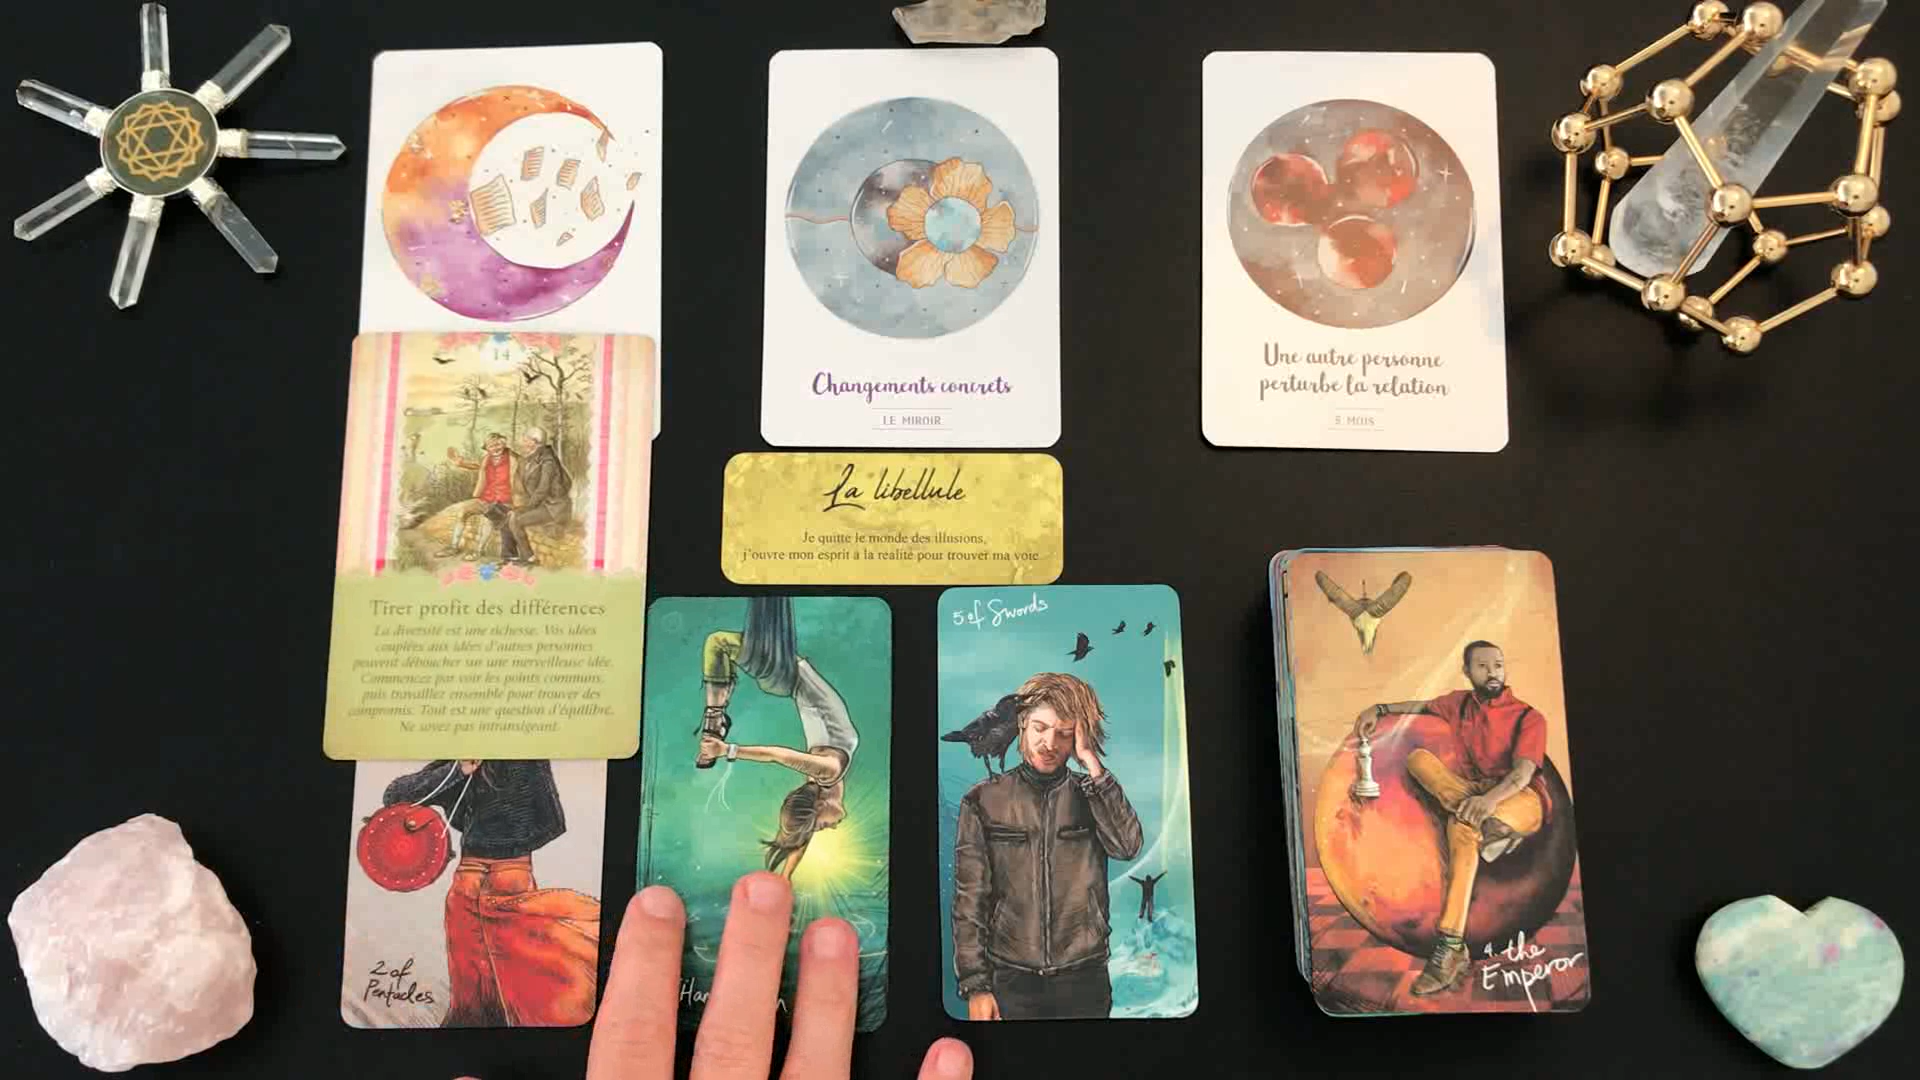 Changements concrets
LE MIROIR
Une autre personne
perturbe la relation
5 MOIS
14
Tirer profit des différences
La diversité est une richesse. Vos idées
couplées aux idées d'autres personnes
peuvent déboucher sur une merveilleuse idée.
Commencez par voir les points communs,
puis travaillez ensemble pour trouver des
compromis. Tout est une question d'équilibre.
Ne soyez pas intransigeant.
La libellule
Je quitte le monde des illusions,
j'ouvre mon esprit à la réalité pour trouver ma voie
2 of
Pentacles
5 of Swords
4. the
Emperor